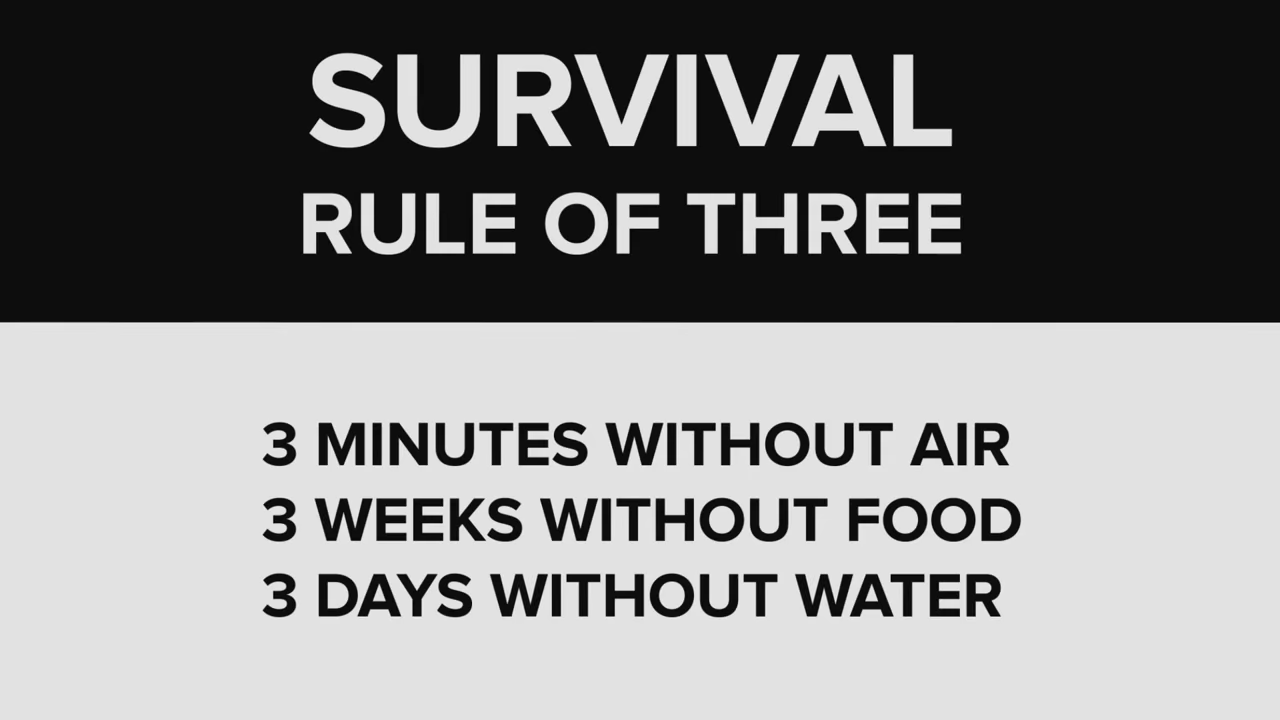 SURVIVAL
RULE OF THREE
3 MINUTES WITHOUT AIR
3 WEEKS WITHOUT FOOD
3 DAYS WITHOUT WATER